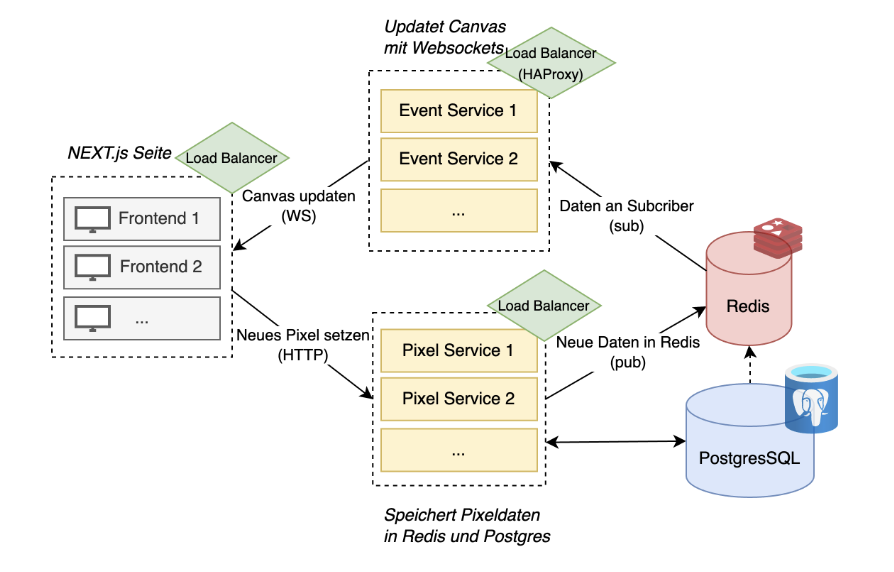 Updatet Canvas
mit Websockets
Load Balancer
(HAProxy)
Event Service 1
Event Service 2
...
NEXT.js Seite
Load Balancer
Frontend 1
Frontend 2
...
Canvas updaten
(WS)
Daten an Subcriber
(sub)
Redis
Neues Pixel setzen
(HTTP)
Load Balancer
Pixel Service 1
Pixel Service 2
...
Neue Daten in Redis
(pub)
PostgresSQL
Speichert Pixeldaten
in Redis und Postgres